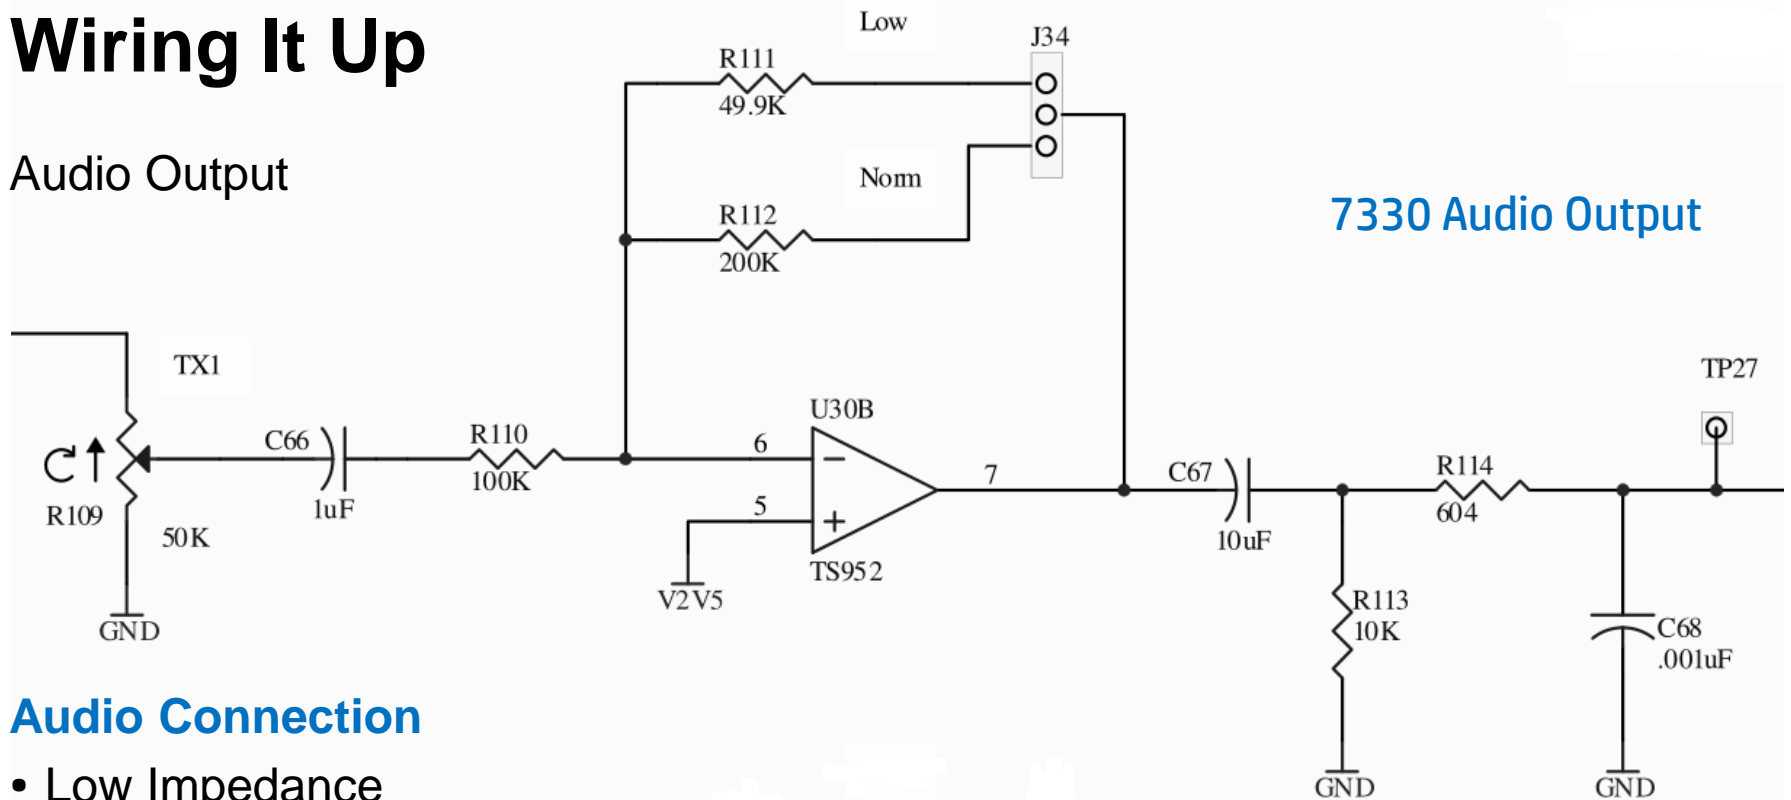 Wiring It Up
Audio Output
Low
J34
R111
49.9K
Norm
R112
200K
7330 Audio Output
TX1
TP27
U30B
C66
R110
6
7
C67
R114
100K
1uF
R109
50K
5
604
10uF
TS952
V2V5
R113
10K
GND
C68
.001uF
Audio Connection
• Low Impedance
GND
GND